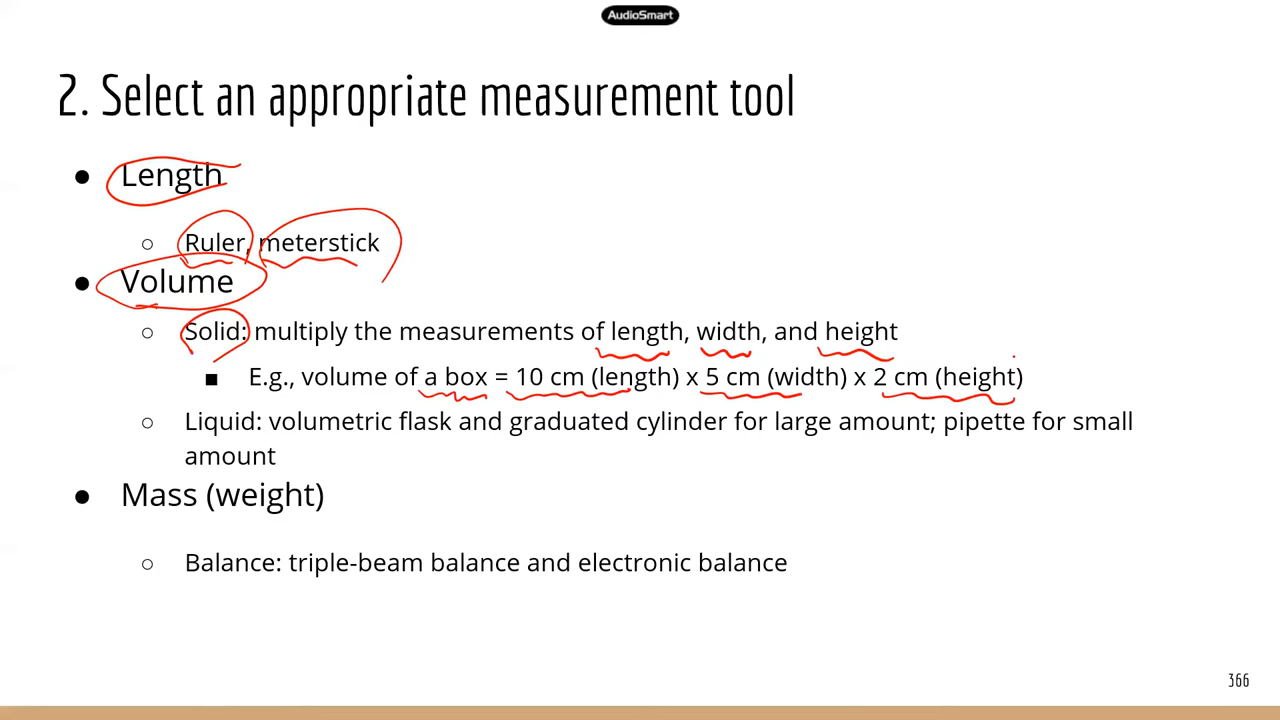 AudioSmart
2. Select an appropriate measurement tool
● Length
○ Ruler, meterstick
● Volume
○ Solid: multiply the measurements of length, width, and height
■ E.g., volume of a box = 10 cm (length) x 5 cm (width) x 2 cm (height)
○ Liquid: volumetric flask and graduated cylinder for large amount; pipette for small
amount
● Mass (weight)
○ Balance: triple-beam balance and electronic balance
366